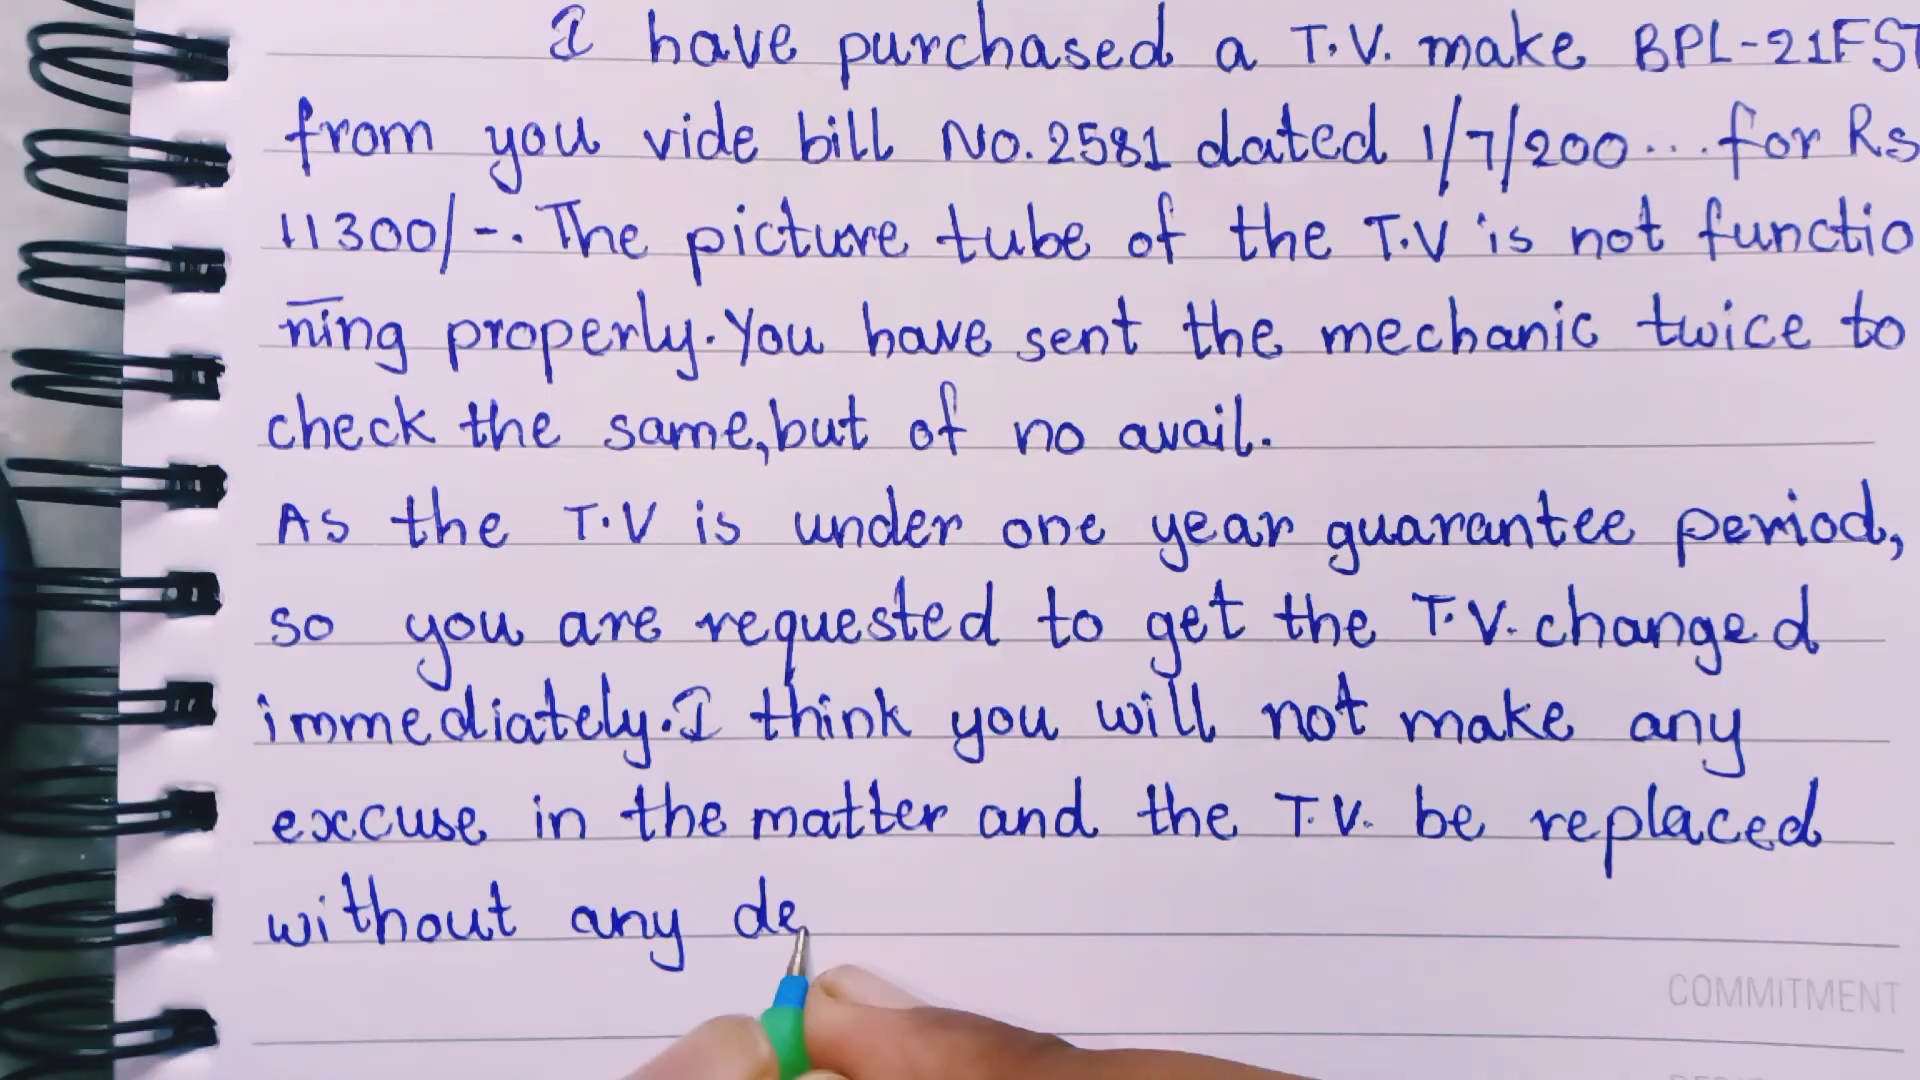 I have purchased a T.V. make BPL-21FST
from you vide bill No.2581 dated 1/7/200... for Rs
11300/-. The picture tube of the T.V is not functio
ning properly. You have sent the mechanic twice to
check the same, but of no avail.
As the T.V is under one year guarantee period,
so you are requested to get the T.V. changed
immediately. I think you will not make any
excuse in the matter and the T.V. be replaced
without any de
COMMITMENT